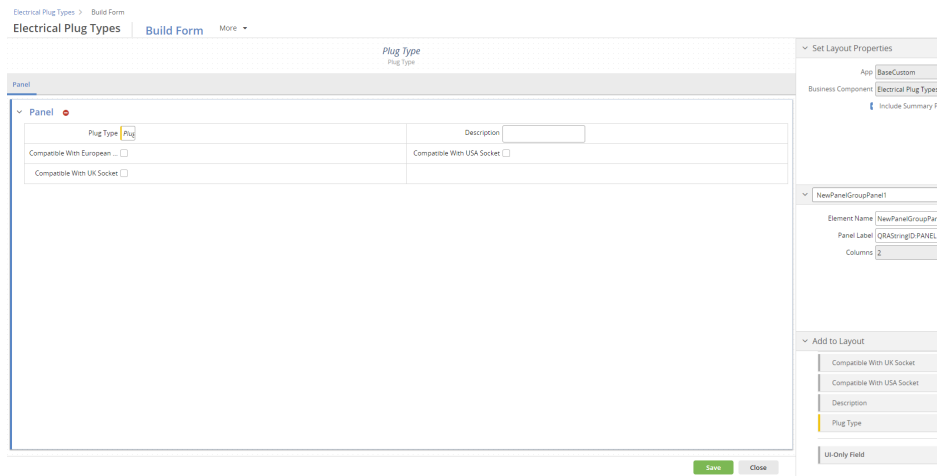 Electrical Plug Types > Build Form
Electrical Plug Types Build Form More
Plug Type
Plug Type
Panel
Panel
Plug Type Plug
Description
Compatible With European ...
Compatible With USA Socket
Compatible With UK Socket
Save Close
Set Layout Properties
App BaseCustom
Business Component Electrical Plug Types
Include Summary P
NewPanelGroupPanel1
Element Name NewPanelGroupPan
Panel Label QRAStringID:PANEL
Columns 2
Add to Layout
Compatible With UK Socket
Compatible With USA Socket
Description
Plug Type
UI-Only Field